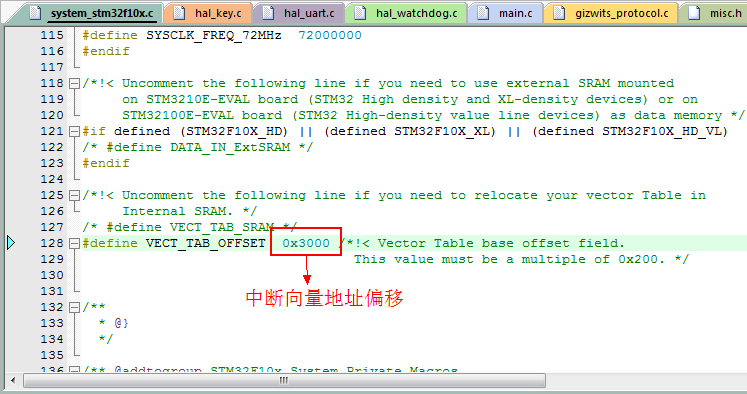 system_stm32f10x.c hal_key.c hal_uart.c hal_watchdog.c main.c gizwits_protocol.c misc.h
115 #define SYSCLK_FREQ_72MHz 72000000
116 #endif
117
118 /*!< Uncomment the following line if you need to use external SRAM mounted
119 on STM3210E-EVAL board (STM32 High density and XL-density devices) or on
120 STM32100E-EVAL board (STM32 High-density value line devices) as data memory */
121 #if defined (STM32F10X_HD) || (defined STM32F10X_XL) || (defined STM32F10X_HD_VL)
122 /* #define DATA_IN_ExtSRAM */
123 #endif
124
125 /*!< Uncomment the following line if you need to relocate your vector Table in
126 Internal SRAM. */
127 /* #define VECT_TAB_SRAM */
128 #define VECT_TAB_OFFSET 0x3000 /*!< Vector Table base offset field.
129 This value must be a multiple of 0x200. */
130
131
中断向量地址偏移
132 /**
133 * @}
134 */
135
136 /** @addtogroup STM32F10x_System_Private_Macros